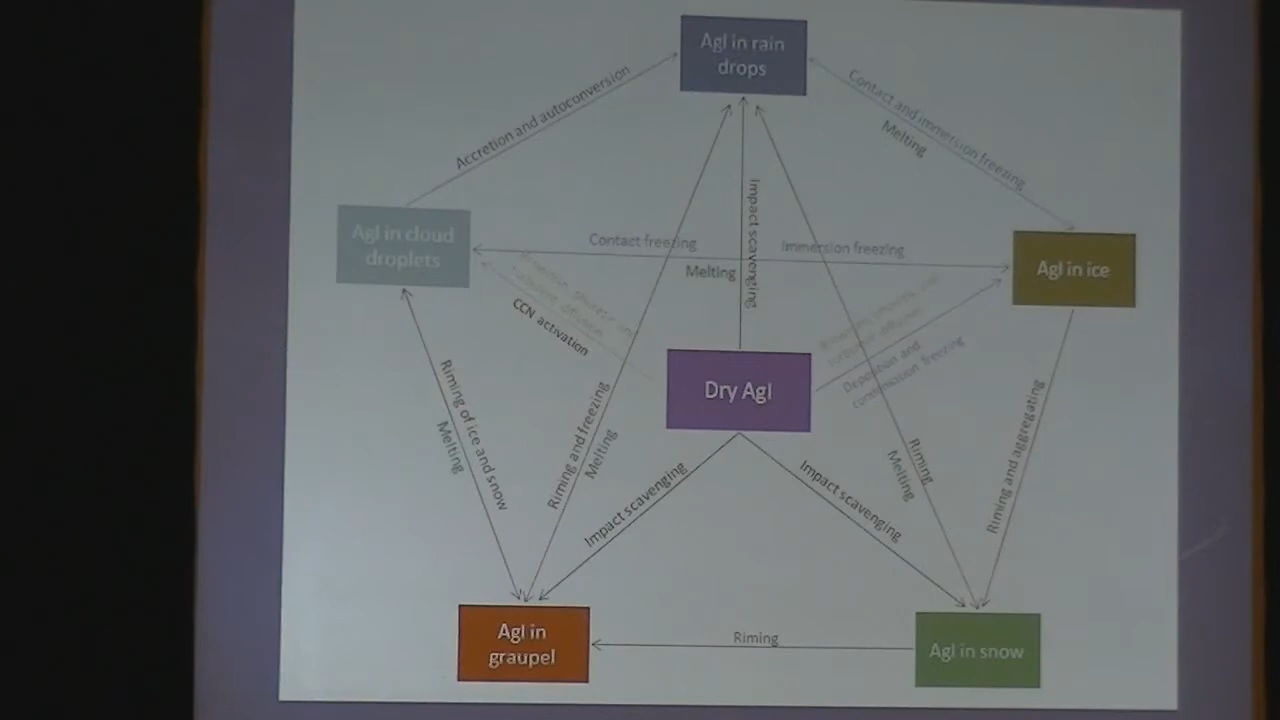 AgI in rain
drops
Accretion and autoconversion
Contact and immersion freezing
Melting
AgI in cloud
droplets
Contact freezing
Immersion freezing
Melting
Impact scavenging
AgI in ice
CCN activation
Dry AgI
Deposition and
condensation freezing
Riming of ice and snow
Melting
Riming and freezing
Melting
Impact scavenging
Impact scavenging
Riming
Melting
Riming and aggregating
AgI in
graupel
Riming
AgI in snow